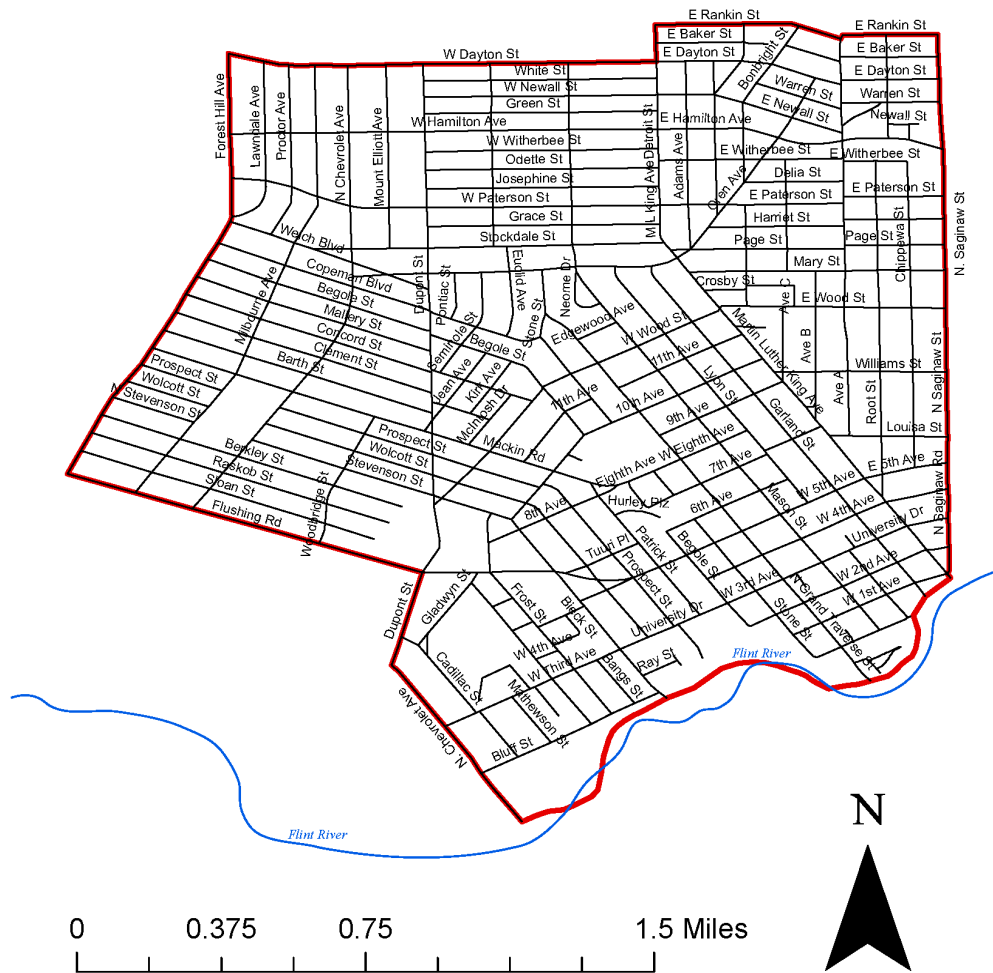 E Rankin St
E Rankin St
E Baker St
E Baker St
W Dayton St
E Dayton St
Bonbright St
E Dayton St
White St
W Newall St
Warren St
Warren St
Green St
E Newall St
Newall St
Forest Hill Ave
Lawndale Ave
Proctor Ave
N Chevrolet Ave
Mount Elliott Ave
W Hamilton Ave
E Hamilton Ave
M L King Ave
Detroit St
Adams Ave
W Witherbee St
E Witherbee St
E Witherbee St
Odette St
Delia St
Josephine St
Oren Ave
E Paterson St
E Paterson St
W Paterson St
Grace St
Harriet St
Stockdale St
Page St
Page St
Chippewa St
N. Saginaw St
Welch Blvd
Mary St
Copeman Blvd
Dupont St
Pontiac St
Euclid Ave
Neome Dr
Crosby St
Ave C
E Wood St
Begole St
Milbourne Ave
Mallery St
Concord St
Clement St
Barth St
Seminole St
Begole St
Stone St
Edgewood Ave
W Wood St
Martin Luther King Ave
Ave B
11th Ave
Williams St
N Saginaw St
Prospect St
Wolcott St
N Stevenson St
Jean Ave
Kirk Ave
McIntosh Dr
11th Ave
10th Ave
Lyon St
Ave A
Root St
9th Ave
Garland St
Louisa St
Prospect St
Wolcott St
Stevenson St
Mackin Rd
W Eighth Ave
Eighth Ave
7th Ave
E 5th Ave
W 5th Ave
Berkley St
Raskob St
Sloan St
Flushing Rd
Woodbridge St
8th Ave
Hurley Plz
6th Ave
Mason St
W 4th Ave
University Dr
N Saginaw Rd
Tuuri Pl
Patrick St
Begole St
Prospect St
W 3rd Ave
W 2nd Ave
W 1st Ave
N Grand Traverse St
Stone St
Dupont St
Gladwyn St
Frost St
Bieck St
University Dr
W 4th Ave
W Third Ave
Bangs St
Ray St
Flint River
Cadillac St
Mathewson St
N. Chevrolet Ave
Bluff St
Flint River
N
0
0.375
0.75
1.5 Miles